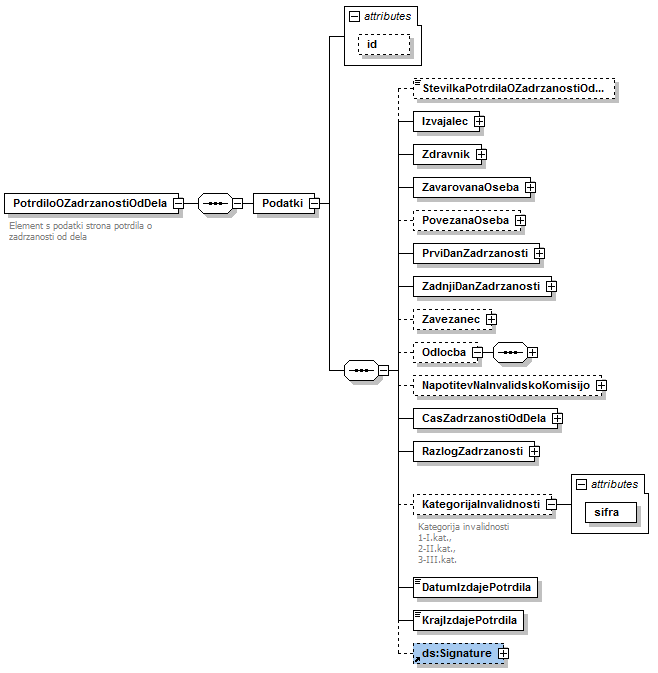 attributes
id
StevilkaPotrdilaOZadrzanostiOd...
Izvajalec
Zdravnik
PotrdiloOZadrzanostiOdDela
Podatki
ZavarovanaOseba
Element s podatki strona potrdila o
zadrzanosti od dela
PovezanaOseba
PrviDanZadrzanosti
ZadnjiDanZadrzanosti
Zavezanec
Odlocba
NapotitevNaInvalidskoKomisijo
CasZadrzanostiOdDela
RazlogZadrzanosti
attributes
KategorijaInvalidnosti
sifra
Kategorija invalidnosti
1-I.kat.,
2-II.kat.,
3-III.kat.
DatumIzdajePotrdila
KrajIzdajePotrdila
ds:Signature